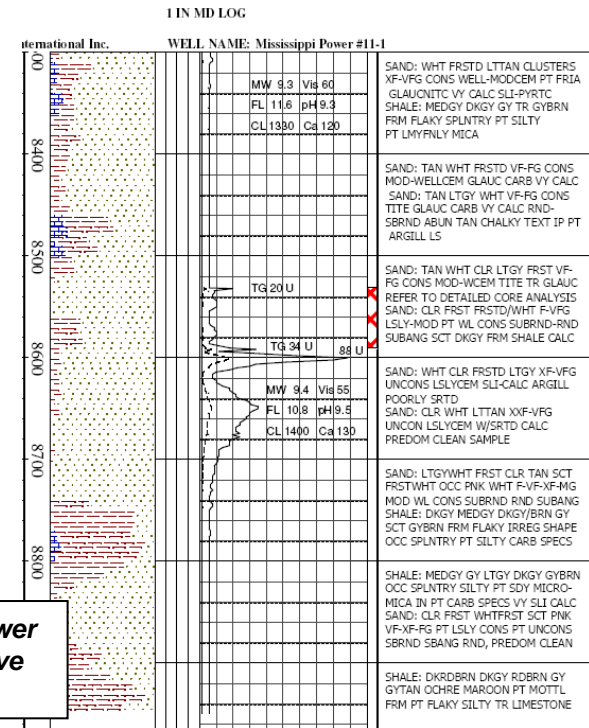 1 IN MD LOG
ternational Inc. WELL NAME: Mississippi Power #11-1
00
8400
8500
8600
8700
8800
MW 9.3 Vis 60
FL 11.6 pH 9.3
CL 1330 Ca 120
TG 20 U
TG 34 U
88 U
MW 9.4 Vis 55
FL 10.8 pH 9.5
CL 1400 Ca 130
SAND: WHT FRSTD LTTAN CLUSTERS
XF-VFG CONS WELL-MODCEM PT FRIA
GLAUCNITC VY CALC SLI-PYRTC
SHALE: MEDGY DKGY GY TR GYBRN
FRM FLAKY SPLNTRY PT SILTY
PT LMYFNLY MICA
SAND: TAN WHT FRSTD VF-FG CONS
MOD-WELLCEM GLAUC CARB VY CALC
SAND: TAN LTGY WHT VF-FG CONS
TITE GLAUC CARB VY CALC RND-
SBRND ABUN TAN CHALKY TEXT IP PT
ARGILL LS
SAND: TAN WHT CLR LTGY FRST VF-
FG CONS MOD-WCEM TITE TR GLAUC
REFER TO DETAILED CORE ANALYSIS
SAND: CLR FRST FRSTD/WHT F-VFG
LSLY-MOD PT WL CONS SUBRND-RND
SUBANG SCT DKGY FRM SHALE CALC
SAND: WHT CLR FRSTD LTGY XF-VFG
UNCONS LSLYCEM SLI-CALC ARGILL
POORLY SRTD
SAND: CLR WHT LTTAN XXF-VFG
UNCON LSLYCEM W/SRTD CALC
PREDOM CLEAN SAMPLE
SAND: LTGYWHT FRST CLR TAN SCT
FRSTWHT OCC PNK WHT F-VF-XF-MG
MOD WL CONS SUBRND RND SUBANG
SHALE: DKGY MEDGY DKGY/BRN GY
SCT GYBRN FRM FLAKY IRREG SHAPE
OCC SPLNTRY PT SILTY CARB SPECS
SHALE: MEDGY GY LTGY DKGY GYBRN
OCC SPLNTRY SILTY PT SDY MICRO-
MICA IN PT CARB SPECS VY SLI CALC
SAND: CLR FRST WHTFRST SCT PNK
VF-XF-FG PT LSLY CONS PT UNCONS
SBRND SBANG RND, PREDOM CLEAN
SHALE: DKRDBRN DKGY RDBRN GY
GYTAN OCHRE MAROON PT MOTTL
FRM PT FLAKY SILTY TR LIMESTONE
wer
ve